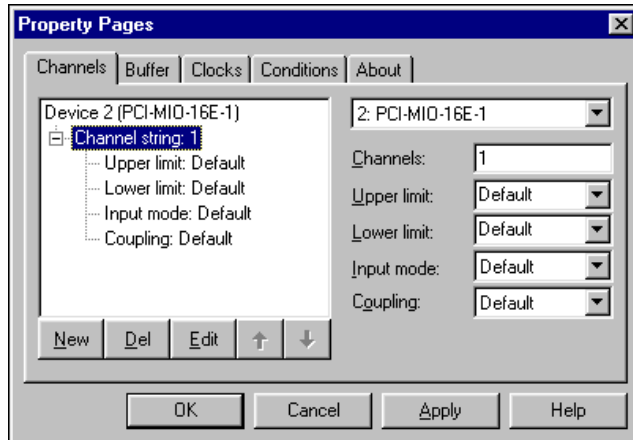 Property Pages
Channels Buffer Clocks Conditions About
Device 2 (PCI-MIO-16E-1)
Channel string: 1
Upper limit: Default
Lower limit: Default
Input mode: Default
Coupling: Default
New Del Edit
2: PCI-MIO-16E-1
Channels: 1
Upper limit: Default
Lower limit: Default
Input mode: Default
Coupling: Default
OK Cancel Apply Help